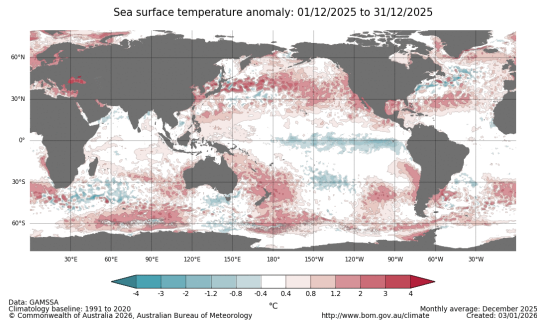 Sea surface temperature anomaly: 01/12/2025 to 31/12/2025
60°N
30°N
0°
30°S
60°S
30°E 60°E 90°E 120°E 150°E 180° 150°W 120°W 90°W 60°W 30°W
-4 -3 -2 -1.2 -0.8 -0.4 0.4 0.8 1.2 2 3 4
°C
Data: GAMSSA
Climatology baseline: 1991 to 2020 Monthly average: December 2025
© Commonwealth of Australia 2026, Australian Bureau of Meteorology http://www.bom.gov.au/climate Created: 03/01/2026